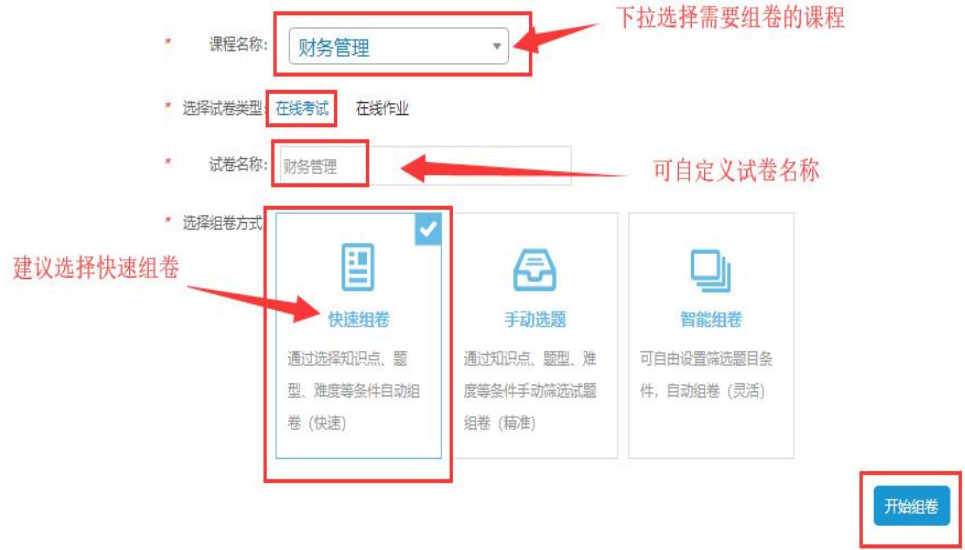 下拉选择需要组卷的课程
* 课程名称: 财务管理
* 选择试卷类型: 在线考试 在线作业
* 试卷名称: 财务管理
可自定义试卷名称
* 选择组卷方式
建议选择快速组卷
快速组卷
通过选择知识点、题
型、难度等条件自动组
卷（快速）
手动选题
通过知识点、题型、难
度等条件手动筛选试题
组卷（精准）
智能组卷
可自由设置筛选题目条
件，自动组卷（灵活）
开始组卷